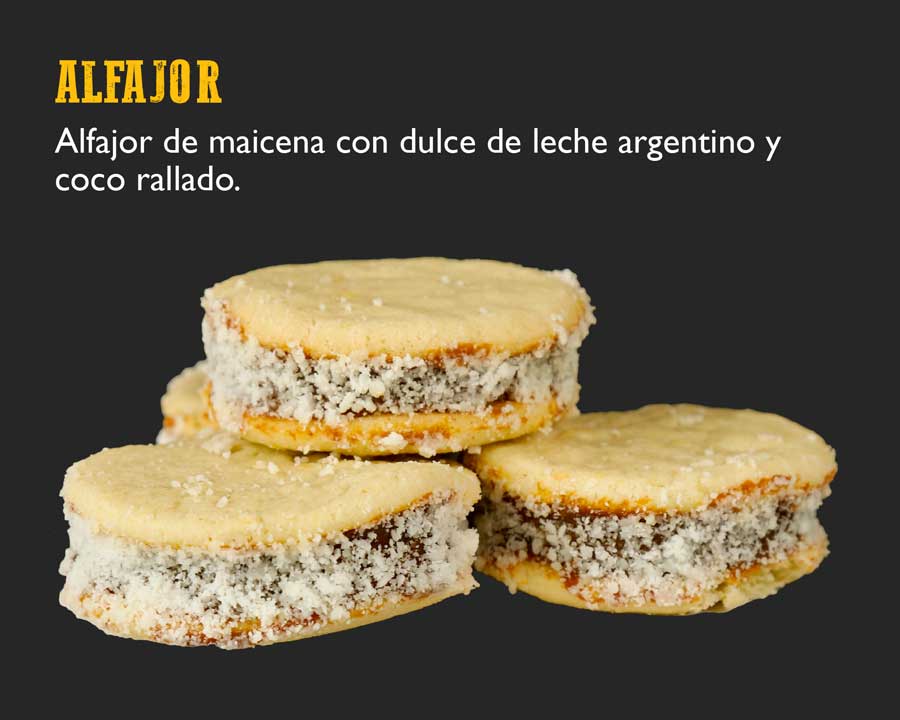 ALFAJOR
Alfajor de maicena con dulce de leche argentino y
coco rallado.